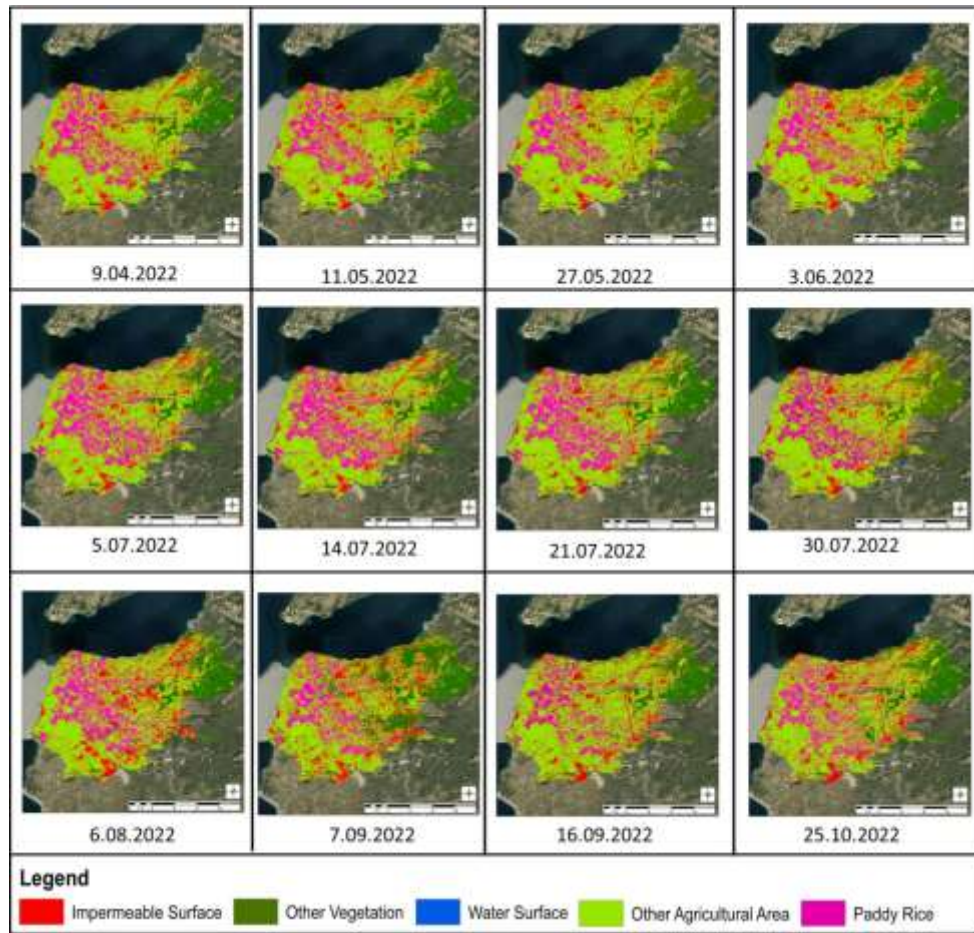 9.04.2022
11.05.2022
27.05.2022
3.06.2022
5.07.2022
14.07.2022
21.07.2022
30.07.2022
6.08.2022
7.09.2022
16.09.2022
25.10.2022
Legend
Impermeable Surface
Other Vegetation
Water Surface
Other Agricultural Area
Paddy Rice